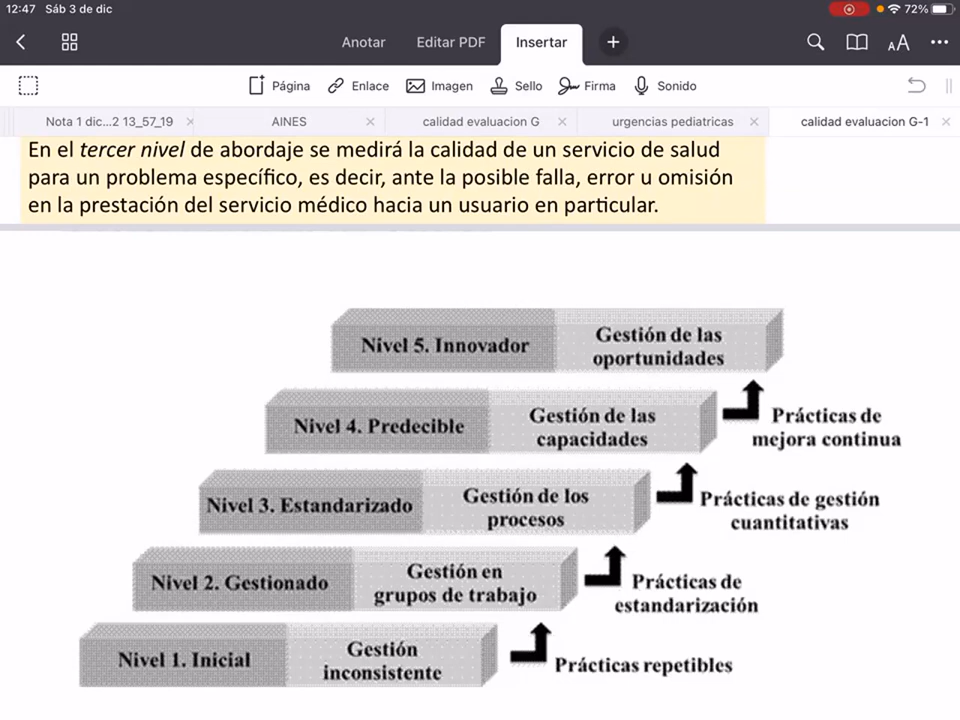 12:47 Sáb 3 de dic 72%
Anotar Editar PDF Insertar +
AA
Página Enlace Imagen Sello Firma Sonido
Nota 1 dic...2 13_57_19 × AINES × calidad evaluacion G × urgencias pediatricas × calidad evaluacion G-1 ×
En el tercer nivel de abordaje se medirá la calidad de un servicio de salud
para un problema específico, es decir, ante la posible falla, error u omisión
en la prestación del servicio médico hacia un usuario en particular.
Nivel 5. Innovador
Gestión de las
oportunidades
Nivel 4. Predecible
Gestión de las
capacidades
Prácticas de
mejora continua
Nivel 3. Estandarizado
Gestión de los
procesos
Prácticas de gestión
cuantitativas
Nivel 2. Gestionado
Gestión en
grupos de trabajo
Prácticas de
estandarización
Nivel 1. Inicial
Gestión
inconsistente
Prácticas repetibles